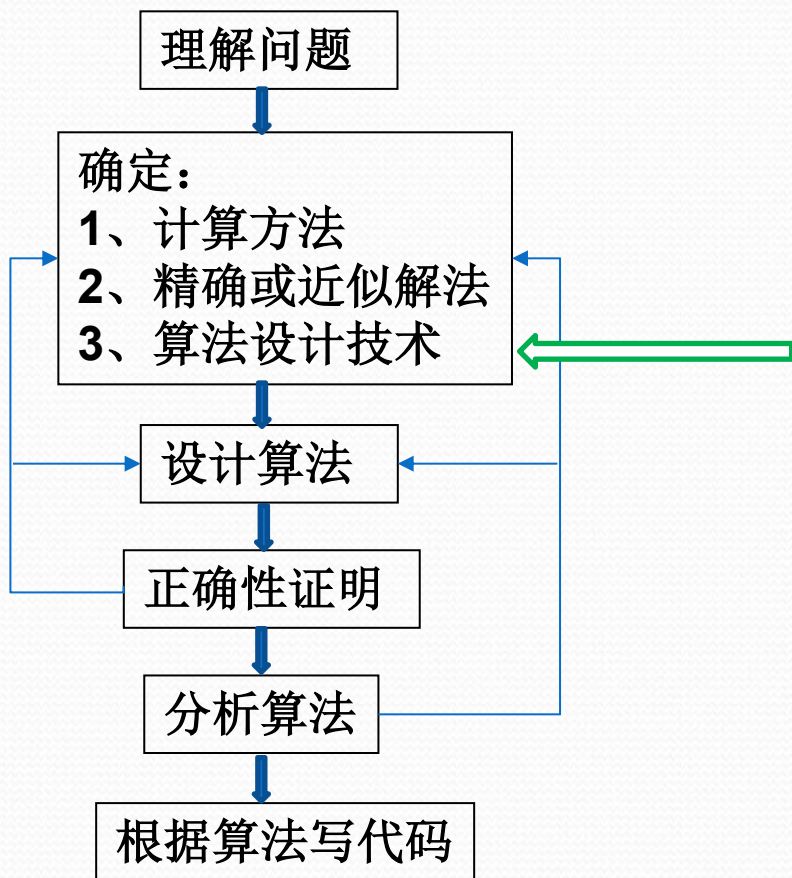 理解问题
确定：
1、计算方法
2、精确或近似解法
3、算法设计技术
设计算法
正确性证明
分析算法
根据算法写代码